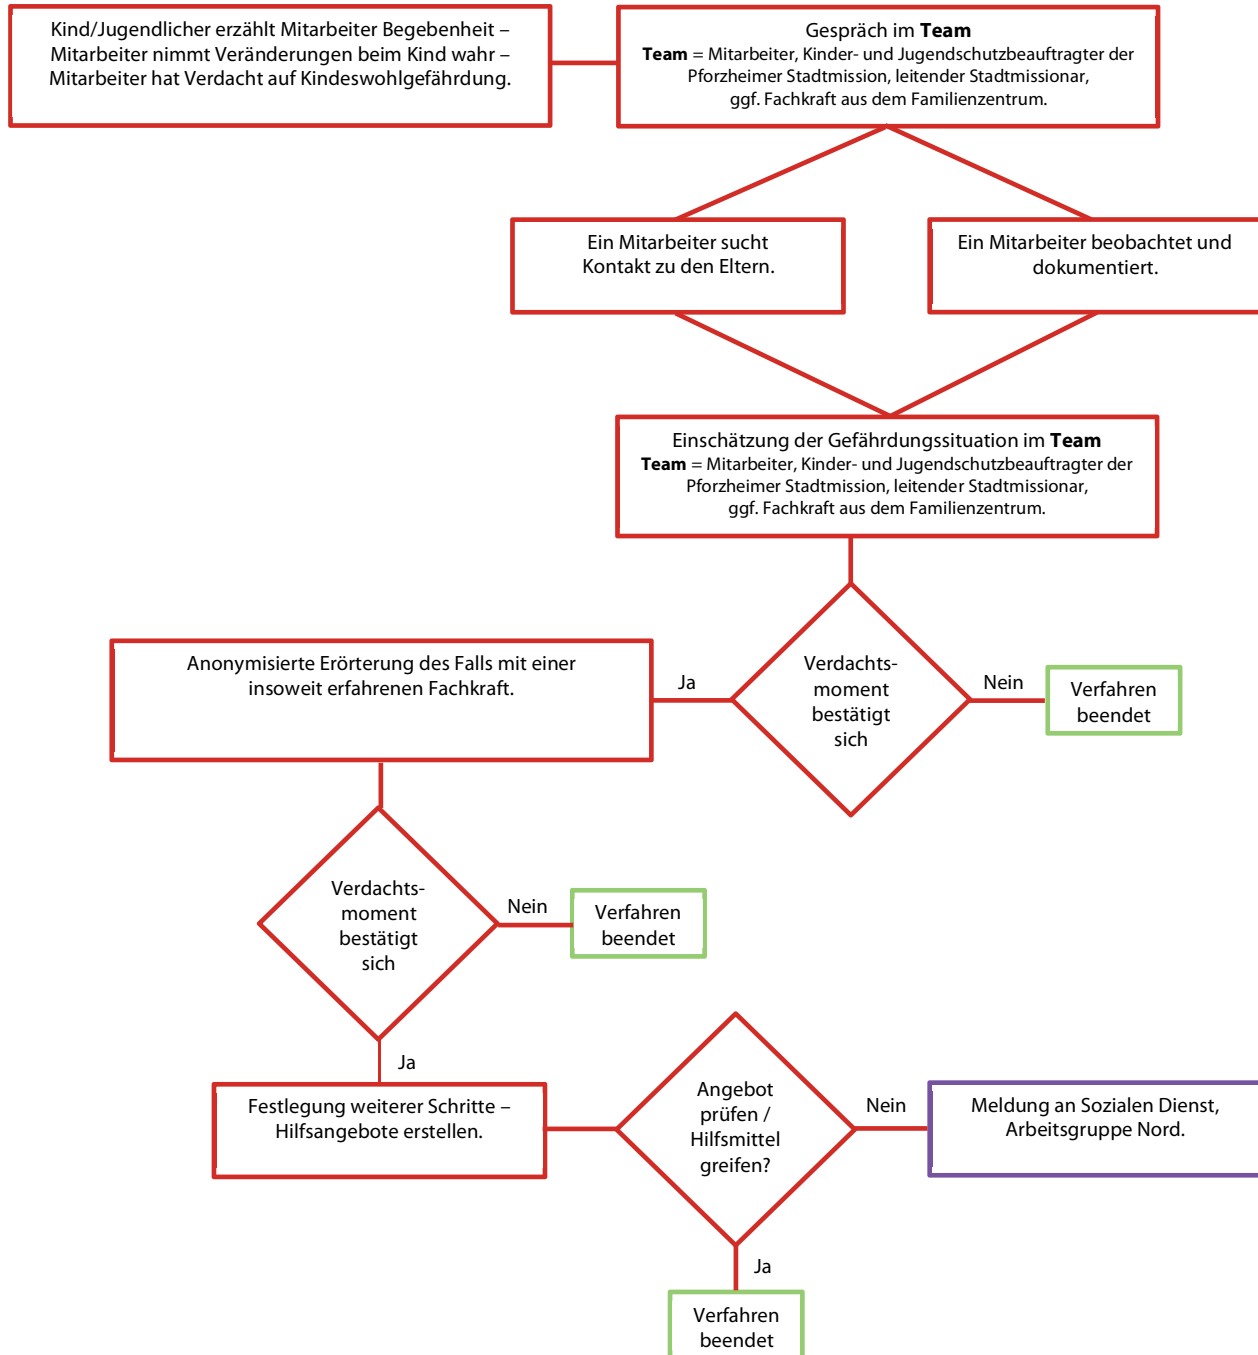 Kind/Jugendlicher erzählt Mitarbeiter Begebenheit –
Mitarbeiter nimmt Veränderungen beim Kind wahr –
Mitarbeiter hat Verdacht auf Kindeswohlgefährdung.
Gespräch im Team
Team = Mitarbeiter, Kinder- und Jugendschutzbeauftragter der
Pforzheimer Stadtmission, leitender Stadtmissionar,
ggf. Fachkraft aus dem Familienzentrum.
Ein Mitarbeiter sucht
Kontakt zu den Eltern.
Ein Mitarbeiter beobachtet und
dokumentiert.
Einschätzung der Gefährdungssituation im Team
Team = Mitarbeiter, Kinder- und Jugendschutzbeauftragter der
Pforzheimer Stadtmission, leitender Stadtmissionar,
ggf. Fachkraft aus dem Familienzentrum.
Verdachts-
moment
bestätigt
sich
Nein
Verfahren
beendet
Ja
Anonymisierte Erörterung des Falls mit einer
insoweit erfahrenen Fachkraft.
Verdachts-
moment
bestätigt
sich
Nein
Verfahren
beendet
Ja
Festlegung weiterer Schritte –
Hilfsangebote erstellen.
Angebot
prüfen /
Hilfsmittel
greifen?
Nein
Meldung an Sozialen Dienst,
Arbeitsgruppe Nord.
Ja
Verfahren
beendet